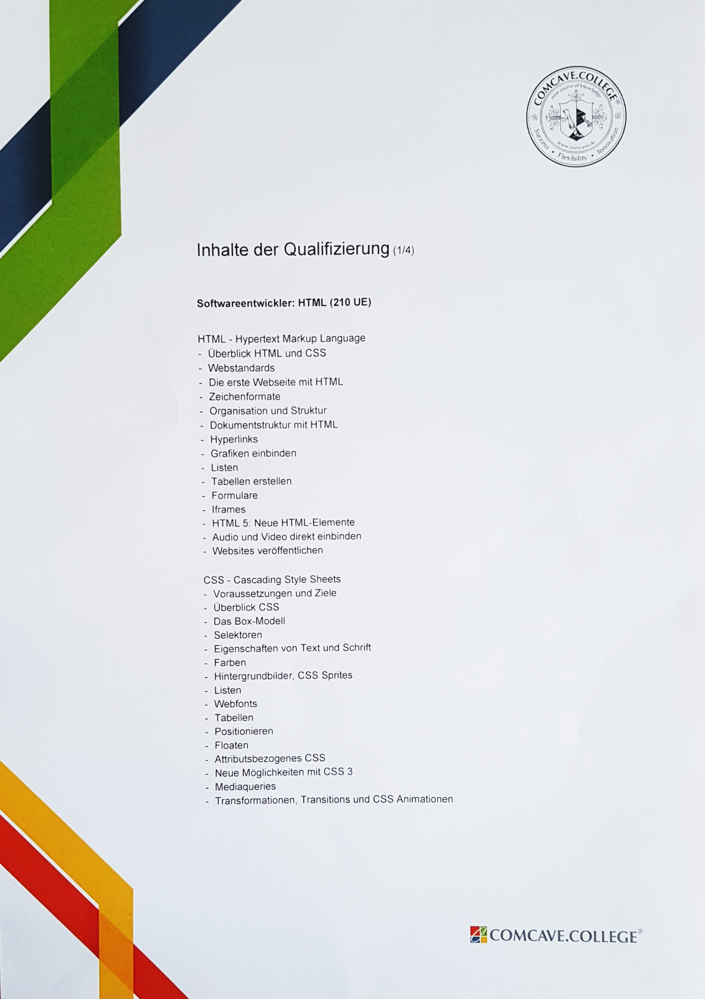 COMCAVE.COLLEGE®
your source of knowledge
www.comcave.de
Success • Flexibility • Innovation
Inhalte der Qualifizierung (1/4)
Softwareentwickler: HTML (210 UE)
HTML - Hypertext Markup Language
- Überblick HTML und CSS
- Webstandards
- Die erste Webseite mit HTML
- Zeichenformate
- Organisation und Struktur
- Dokumentstruktur mit HTML
- Hyperlinks
- Grafiken einbinden
- Listen
- Tabellen erstellen
- Formulare
- Iframes
- HTML 5: Neue HTML-Elemente
- Audio und Video direkt einbinden
- Websites veröffentlichen
CSS - Cascading Style Sheets
- Voraussetzungen und Ziele
- Überblick CSS
- Das Box-Modell
- Selektoren
- Eigenschaften von Text und Schrift
- Farben
- Hintergrundbilder, CSS Sprites
- Listen
- Webfonts
- Tabellen
- Positionieren
- Floaten
- Attributsbezogenes CSS
- Neue Möglichkeiten mit CSS 3
- Mediaqueries
- Transformationen, Transitions und CSS Animationen
COMCAVE.COLLEGE®